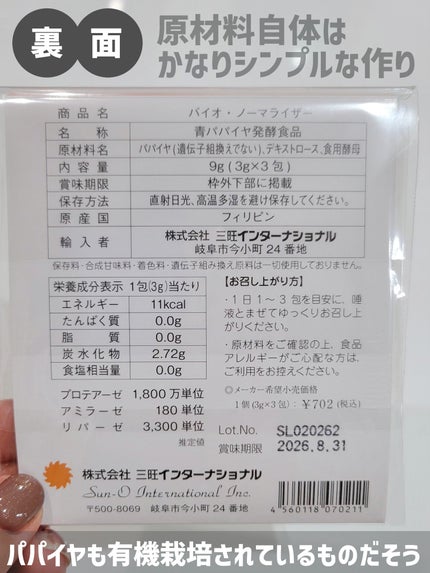 裏面
原材料自体は
かなりシンプルな作り
商品名 バイオ・ノーマライザー
名称 青パパイヤ発酵食品
原材料名 パパイヤ(遺伝子組換えでない)、デキストロース、食用酵母
内容量 9g(3g×3包)
賞味期限 枠外下部に掲載
保存方法 直射日光、高温多湿を避け保存してください。
原産国 フィリピン
輸入者 株式会社 三旺インターナショナル
岐阜市今小町24番地
保存料・合成甘味料・着色料・遺伝子組み換え原料は一切使用しておりません。
栄養成分表示 1包(3g)当たり
エネルギー 11kcal
たんぱく質 0.0g
脂質 0.0g
炭水化物 2.72g
食塩相当量 0.0g
プロテアーゼ 1,800万単位
アミラーゼ 180単位
リパーゼ 3,300単位
推定値
【お召し上がり方】
・1日1〜3包を目安に、唾
液とまぜてゆっくりお召し上
がりください。
・原材料をご確認の上、食品
アレルギーがご心配な方は、
ご利用をお控えください。
◎メーカー希望小売価格
1個(3g×3包):¥702(税込)
Lot.No. SL020262
賞味期限 2026.8.31
株式会社 三旺インターナショナル
Sun-O International Inc.
〒500-8069 岐阜市今小町24番地
4560118070211
パパイヤも有機栽培されているものだそう